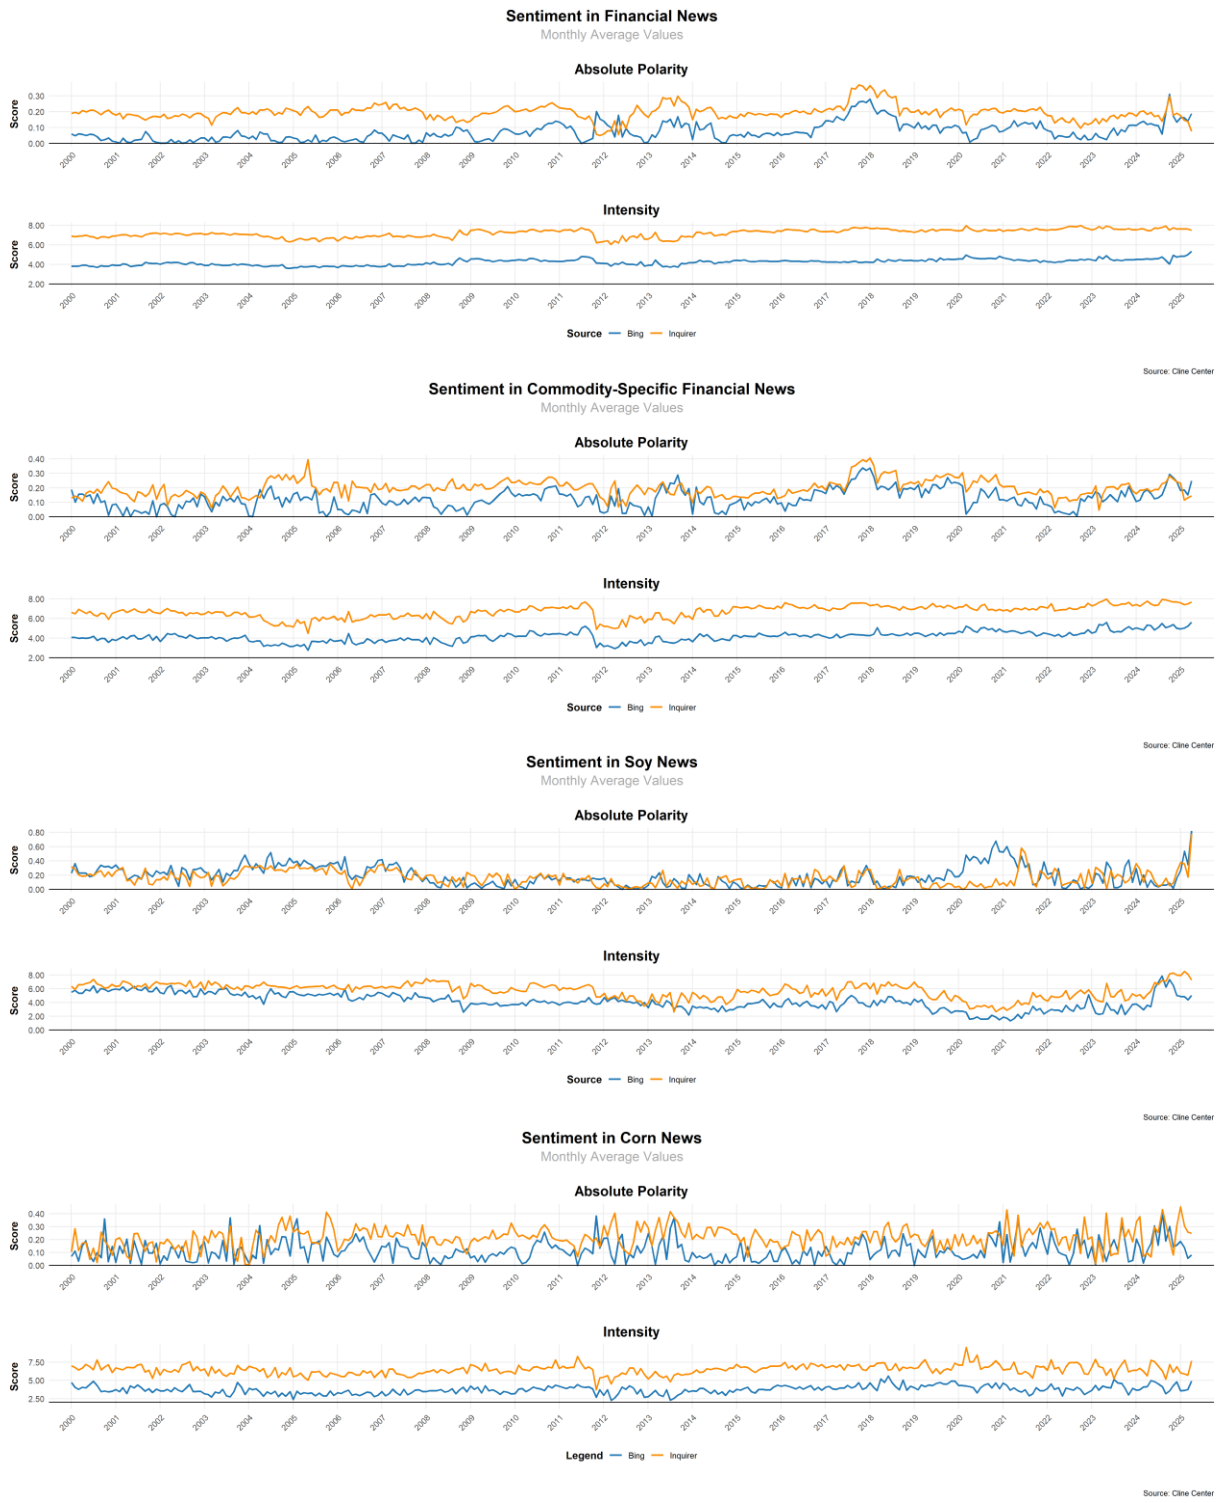 Sentiment in Financial News
Monthly Average Values
Absolute Polarity
Score
0.30
0.20
0.10
0.00
2000 2001 2002 2003 2004 2005 2006 2007 2008 2009 2010 2011 2012 2013 2014 2015 2016 2017 2018 2019 2020 2021 2022 2023 2024 2025
Intensity
Score
8.00
6.00
4.00
2.00
2000 2001 2002 2003 2004 2005 2006 2007 2008 2009 2010 2011 2012 2013 2014 2015 2016 2017 2018 2019 2020 2021 2022 2023 2024 2025
Source Bing Inquirer
Source: Cline Center
Sentiment in Commodity-Specific Financial News
Monthly Average Values
Absolute Polarity
Score
0.40
0.30
0.20
0.10
0.00
2000 2001 2002 2003 2004 2005 2006 2007 2008 2009 2010 2011 2012 2013 2014 2015 2016 2017 2018 2019 2020 2021 2022 2023 2024 2025
Intensity
Score
8.00
6.00
4.00
2.00
2000 2001 2002 2003 2004 2005 2006 2007 2008 2009 2010 2011 2012 2013 2014 2015 2016 2017 2018 2019 2020 2021 2022 2023 2024 2025
Source Bing Inquirer
Source: Cline Center
Sentiment in Soy News
Monthly Average Values
Absolute Polarity
Score
0.80
0.60
0.40
0.20
0.00
2000 2001 2002 2003 2004 2005 2006 2007 2008 2009 2010 2011 2012 2013 2014 2015 2016 2017 2018 2019 2020 2021 2022 2023 2024 2025
Intensity
Score
8.00
6.00
4.00
2.00
0.00
2000 2001 2002 2003 2004 2005 2006 2007 2008 2009 2010 2011 2012 2013 2014 2015 2016 2017 2018 2019 2020 2021 2022 2023 2024 2025
Source Bing Inquirer
Source: Cline Center
Sentiment in Corn News
Monthly Average Values
Absolute Polarity
Score
0.40
0.30
0.20
0.10
0.00
2000 2001 2002 2003 2004 2005 2006 2007 2008 2009 2010 2011 2012 2013 2014 2015 2016 2017 2018 2019 2020 2021 2022 2023 2024 2025
Intensity
Score
7.50
5.00
2.50
2000 2001 2002 2003 2004 2005 2006 2007 2008 2009 2010 2011 2012 2013 2014 2015 2016 2017 2018 2019 2020 2021 2022 2023 2024 2025
Legend Bing Inquirer
Source: Cline Center